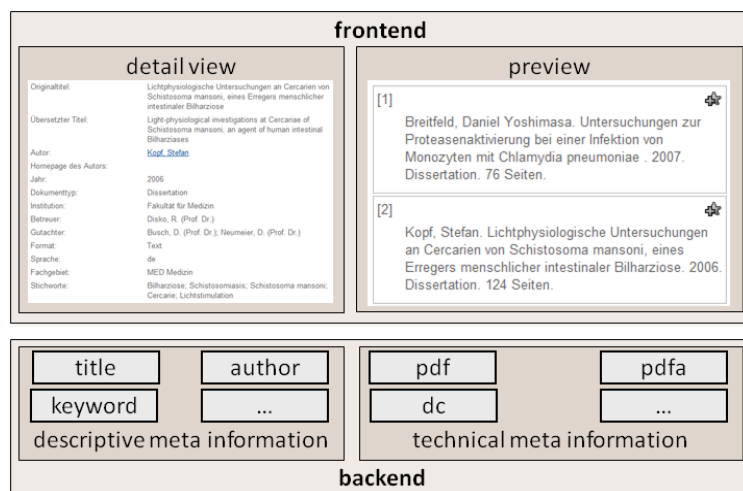 frontend
detail view
Originaltitel: Lichtphysiologische Untersuchungen an Cercarien von
Schistosoma mansoni, eines Erregers menschlicher
intestinaler Bilharziose
Übersetzter Titel: Light-physiological investigations at Cercariae of
Schistosoma mansoni, an agent of human intestinal
Bilharziases
Autor: Kopf, Stefan
Homepage des Autors:
Jahr: 2006
Dokumenttyp: Dissertation
Institution: Fakultät für Medizin
Betreuer: Disko, R. (Prof. Dr.)
Gutachter: Busch, D. (Prof. Dr.); Neumeier, D. (Prof. Dr.)
Format: Text
Sprache: de
Fachgebiet: MED Medizin
Stichworte: Bilharziose; Schistosomiasis; Schistosoma mansoni;
Cercarie; Lichtstimulation
preview
[1]
Breitfeld, Daniel Yoshimasa. Untersuchungen zur
Proteasenaktivierung bei einer Infektion von
Monozyten mit Chlamydia pneumoniae . 2007.
Dissertation. 76 Seiten.
[2]
Kopf, Stefan. Lichtphysiologische Untersuchungen
an Cercarien von Schistosoma mansoni, eines
Erregers menschlicher intestinaler Bilharziose. 2006.
Dissertation. 124 Seiten.
title author
keyword ...
descriptive meta information
pdf pdfa
dc ...
technical meta information
backend